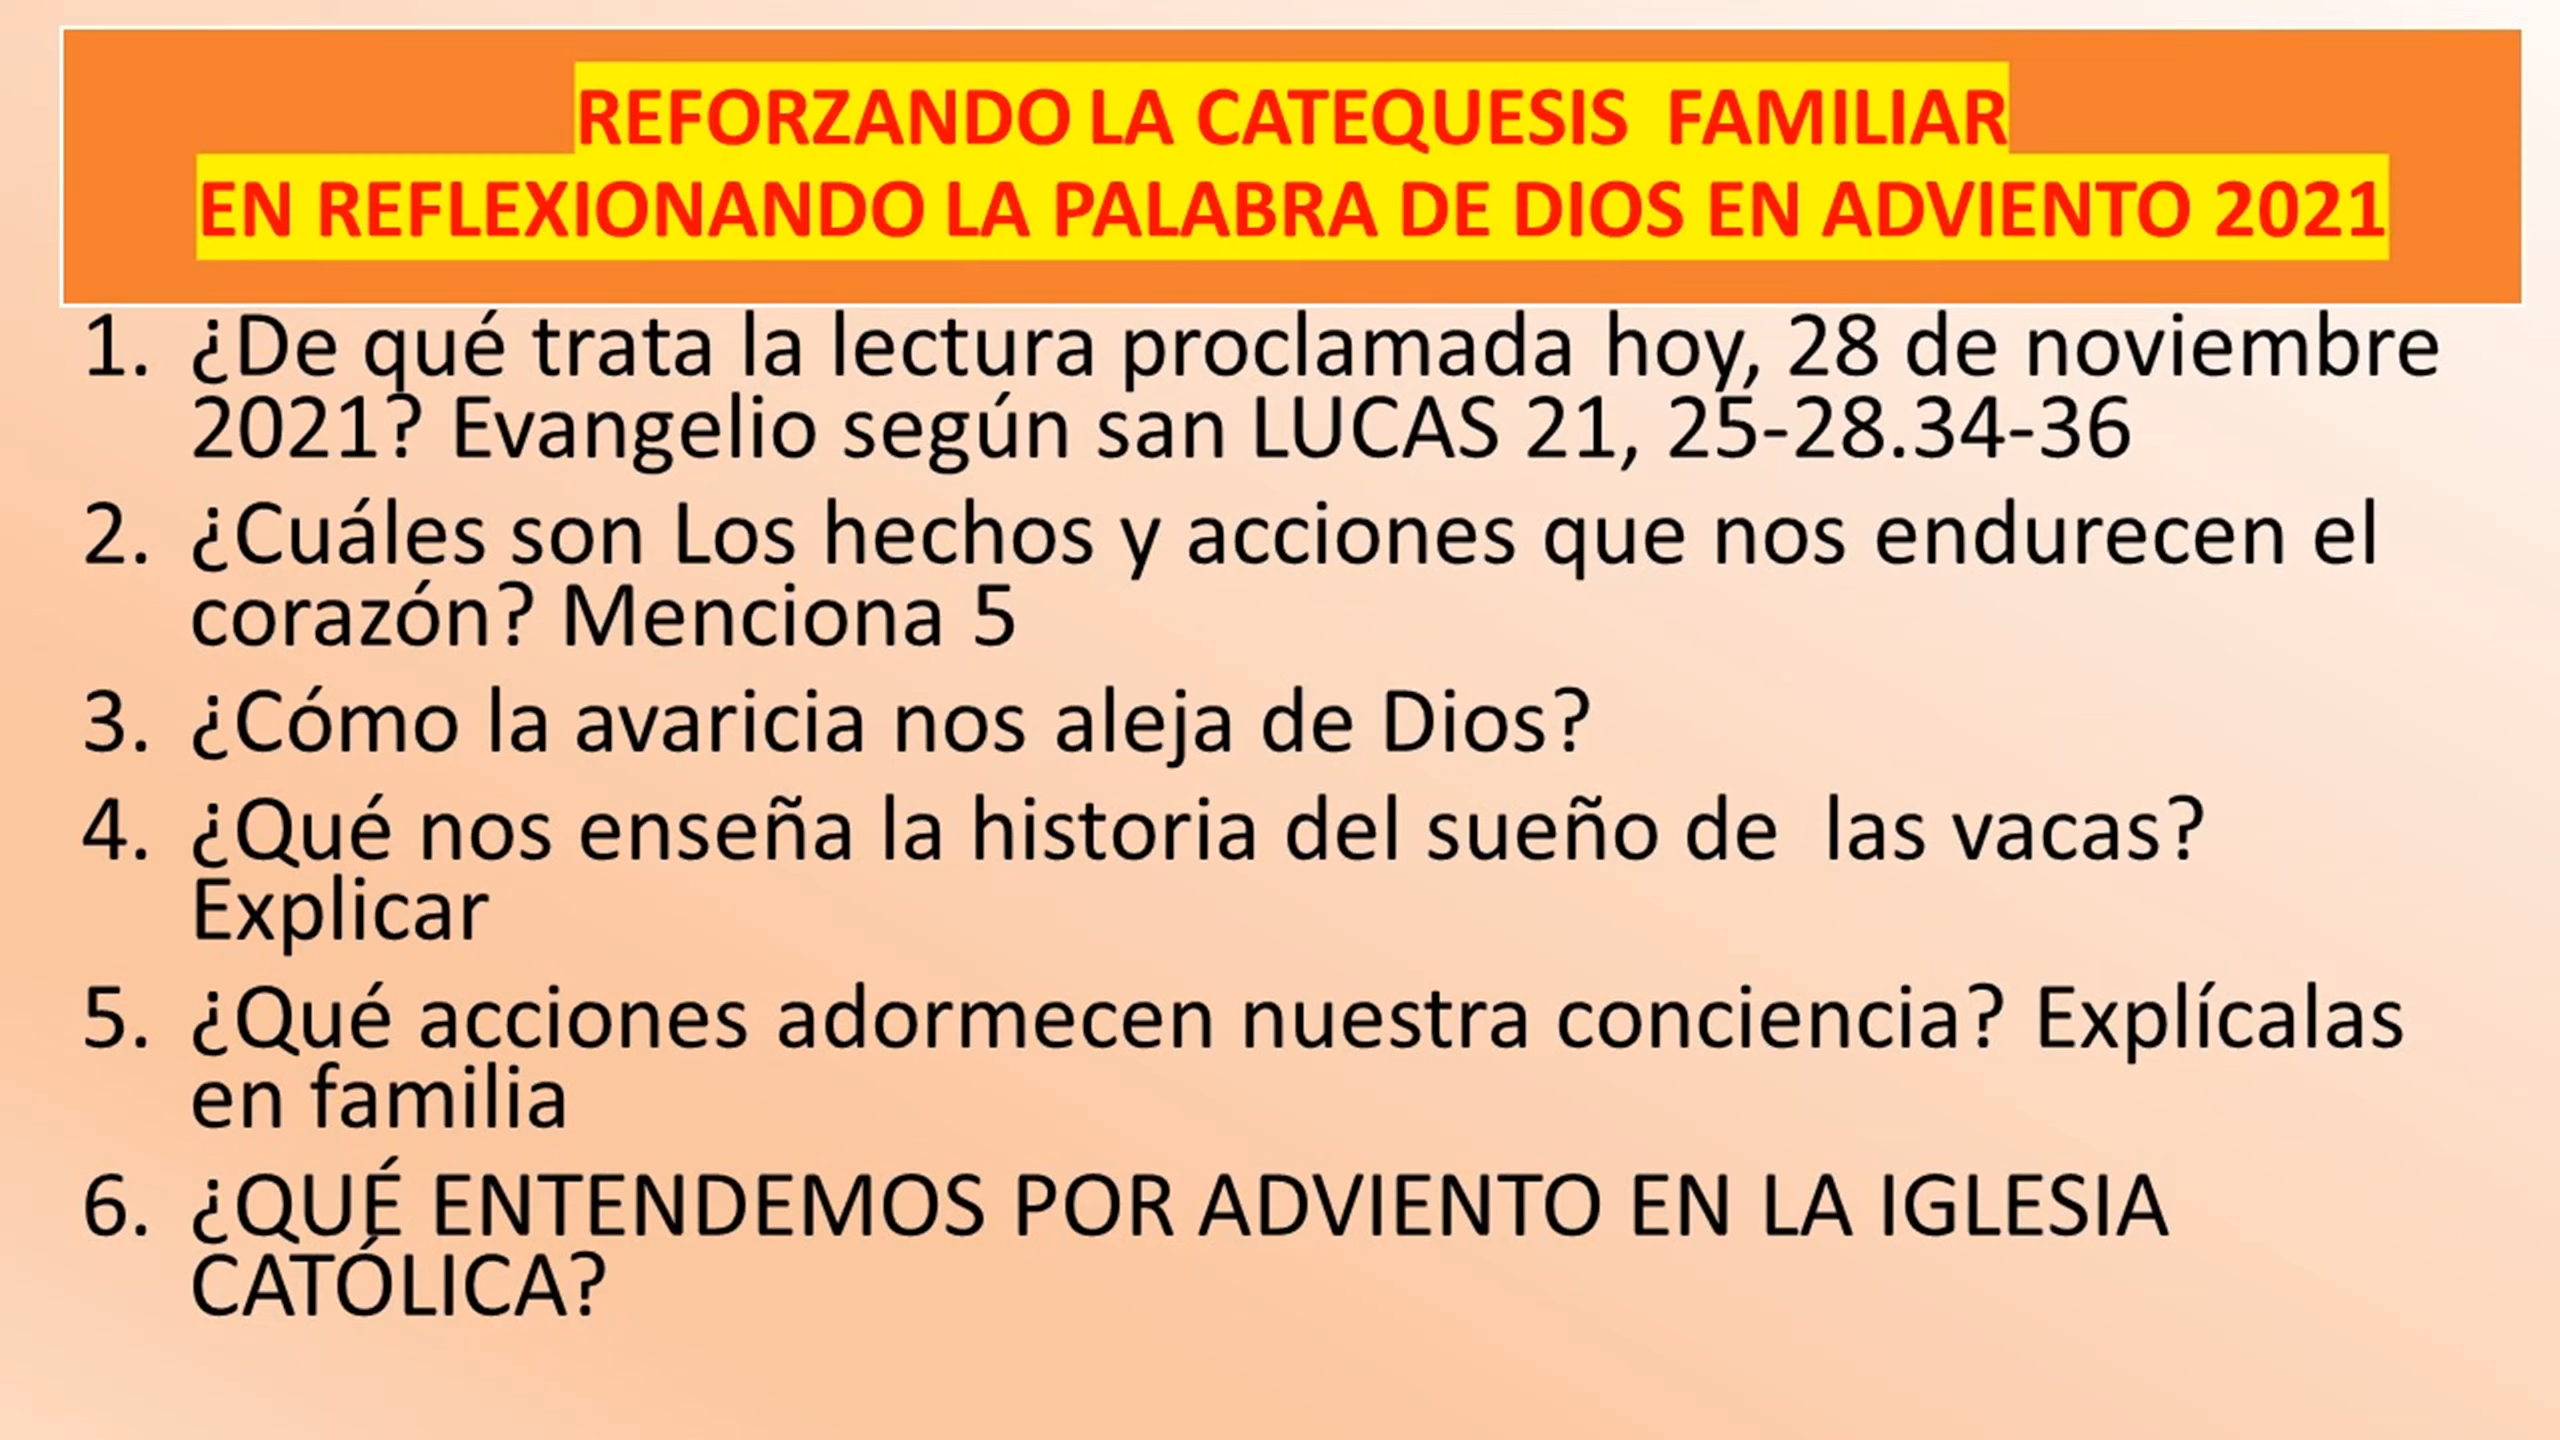 REFORZANDO LA CATEQUESIS  FAMILIAR
EN REFLEXIONANDO LA PALABRA DE DIOS EN ADVIENTO 2021
1. ¿De qué trata la lectura proclamada hoy, 28 de noviembre
2021? Evangelio según san LUCAS 21, 25-28.34-36
2. ¿Cuáles son Los hechos y acciones que nos endurecen el
corazón? Menciona 5
3. ¿Cómo la avaricia nos aleja de Dios?
4. ¿Qué nos enseña la historia del sueño de  las vacas?
Explicar
5. ¿Qué acciones adormecen nuestra conciencia? Explícalas
en familia
6. ¿QUÉ ENTENDEMOS POR ADVIENTO EN LA IGLESIA
CATÓLICA?